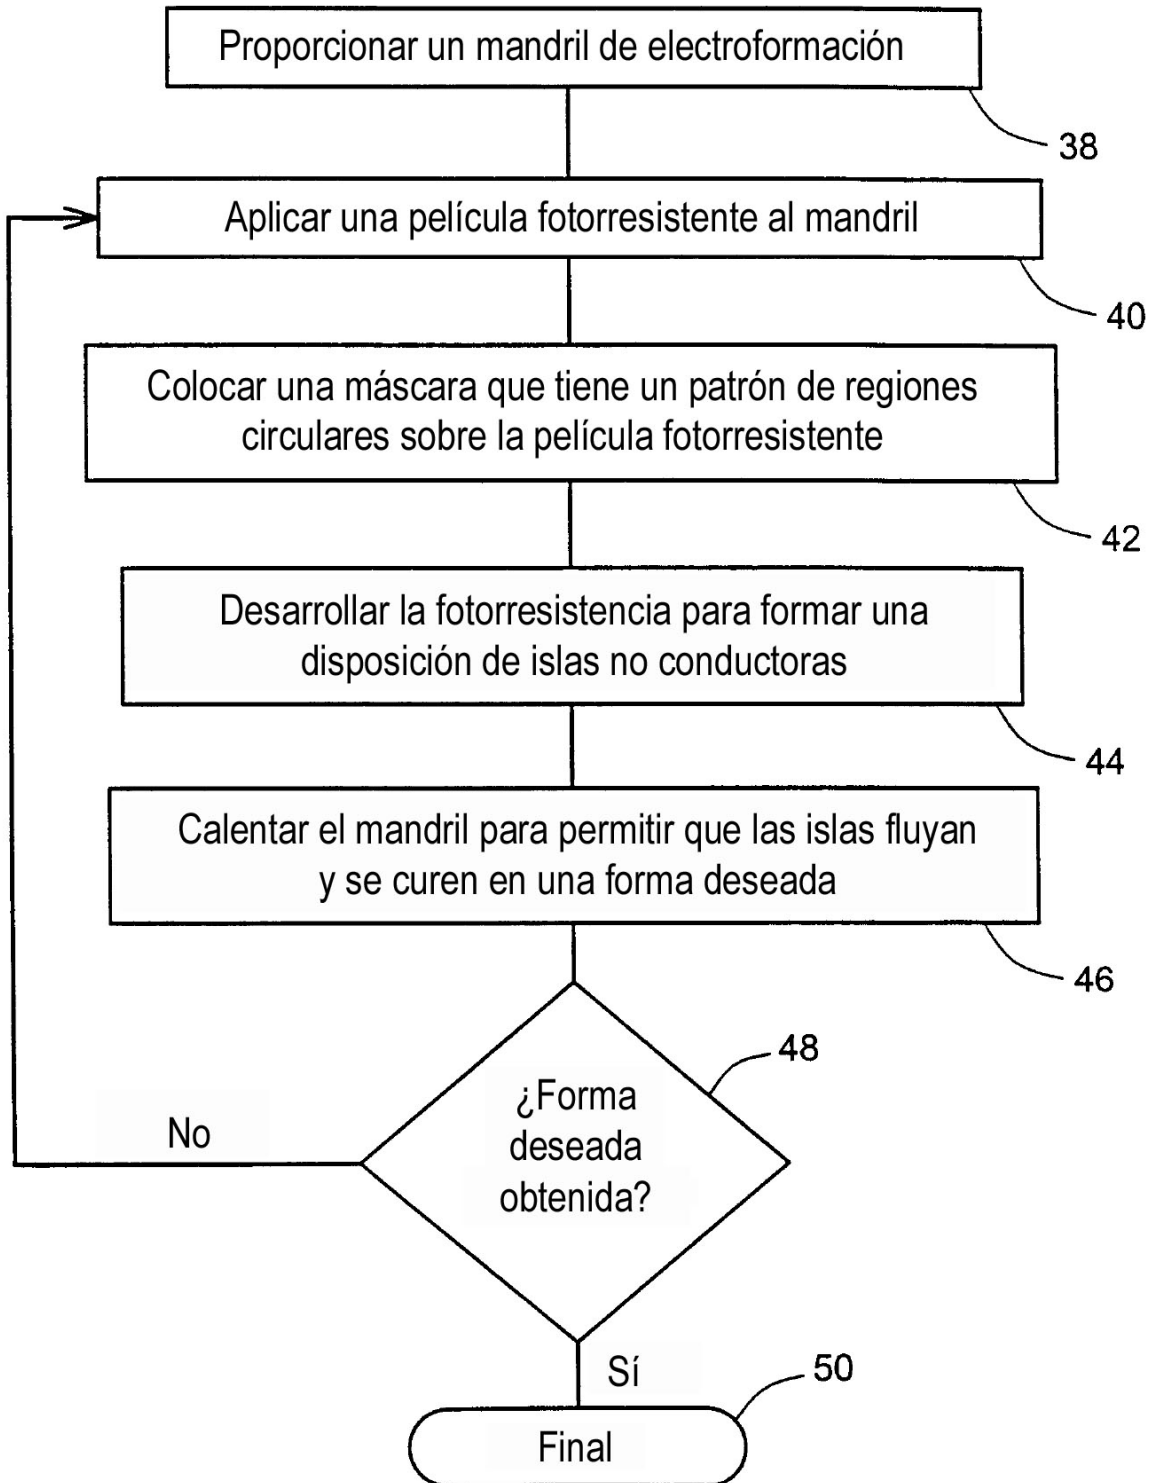 Proporcionar un mandril de electroformación
38
Aplicar una película fotorresistente al mandril
40
Colocar una máscara que tiene un patrón de regiones
circulares sobre la película fotorresistente
42
Desarrollar la fotorresistencia para formar una
disposición de islas no conductoras
44
Calentar el mandril para permitir que las islas fluyan
y se curen en una forma deseada
46
48
¿Forma
deseada
obtenida?
No
Sí
50
Final